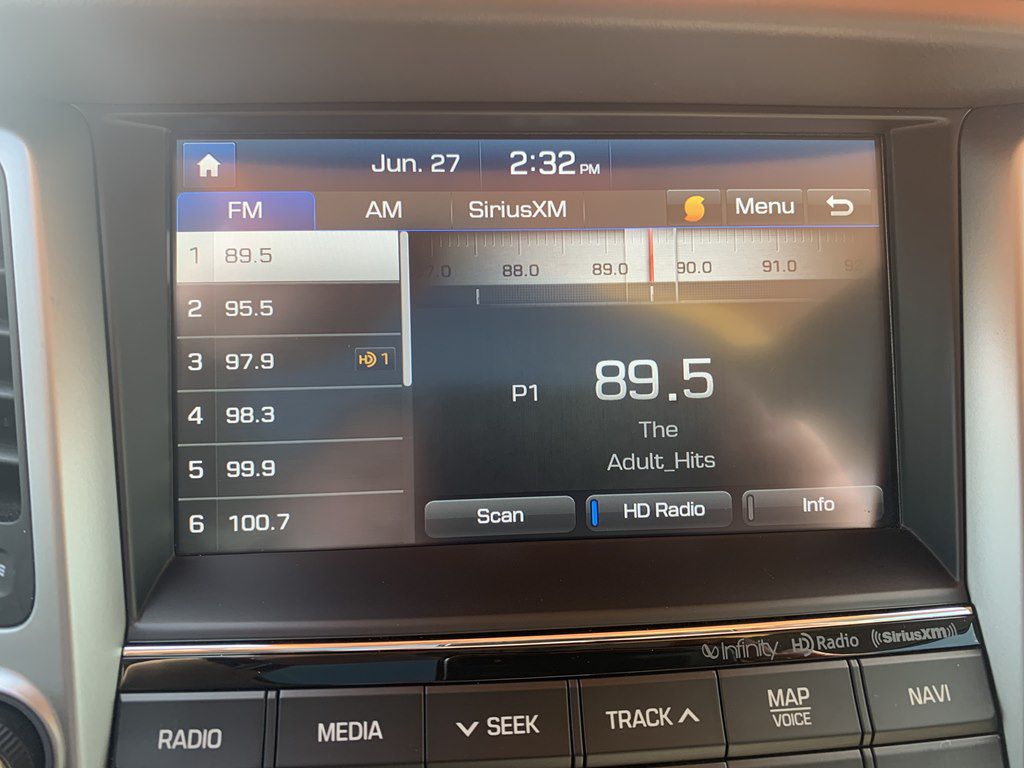 Jun. 27 2:32 PM
FM AM SiriusXM Menu
1 89.5
2 95.5
3 97.9 HD 1
4 98.3
5 99.9
6 100.7
88.0 89.0 90.0 91.0
P1 89.5
The
Adult_Hits
Scan HD Radio Info
Infinity HD Radio ((SiriusXM))
RADIO MEDIA SEEK TRACK MAP VOICE NAVI